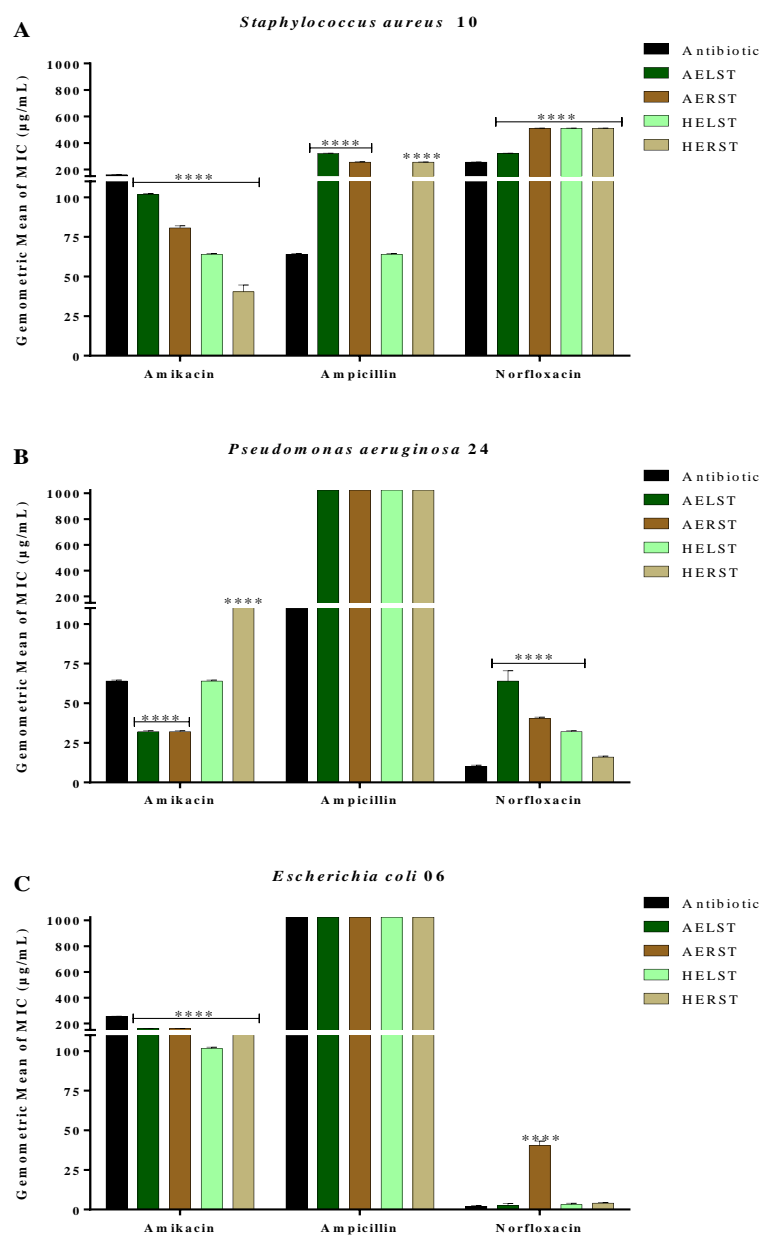 A
Staphylococcus aureus 10
Gemometric Mean of MIC (µg/mL)
1000
800
600
400
200
100
75
50
25
0
****
****
****
****
Amikacin
Ampicillin
Norfloxacin
Antibiotic
AELST
AERST
HELST
HERST
B
Pseudomonas aeruginosa 24
Gemometric Mean of MIC (µg/mL)
1000
800
600
400
200
100
75
50
25
0
****
****
****
Amikacin
Ampicillin
Norfloxacin
Antibiotic
AELST
AERST
HELST
HERST
C
Escherichia coli 06
Gemometric Mean of MIC (µg/mL)
1000
800
600
400
200
100
75
50
25
0
****
****
Amikacin
Ampicillin
Norfloxacin
Antibiotic
AELST
AERST
HELST
HERST